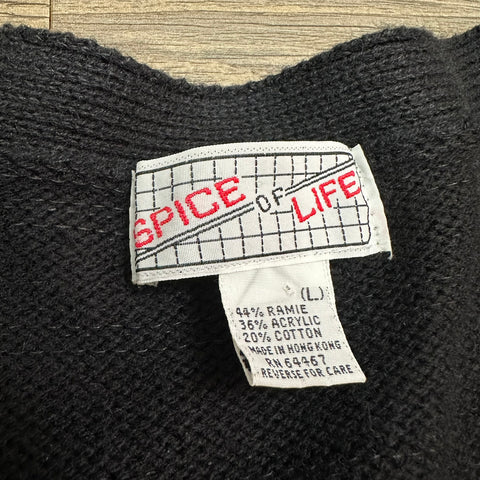 SPICE OF LIFE
(L)
44% RAMIE
36% ACRYLIC
20% COTTON
MADE IN HONG KONG
RN 64467
REVERSE FOR CARE